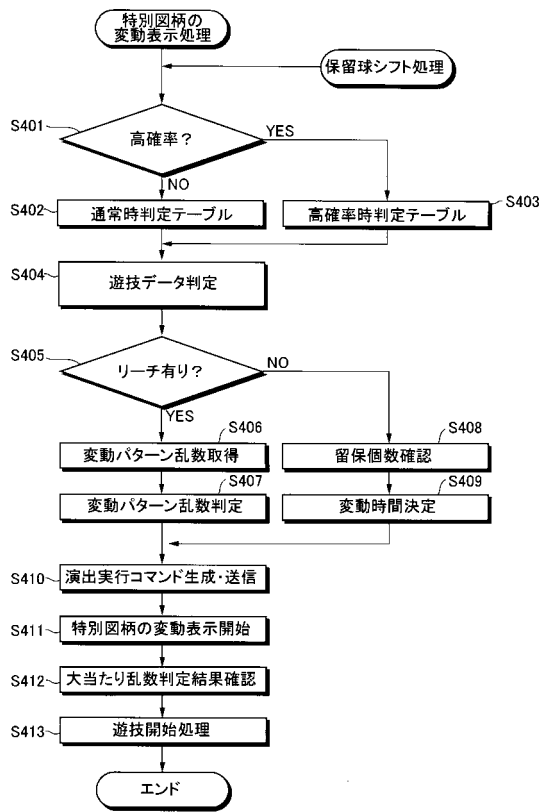 特別図柄の
変動表示処理
保留球シフト処理
S401
高確率？
YES
NO
S402
通常時判定テーブル
高確率時判定テーブル
S403
S404
遊技データ判定
S405
リーチ有り？
NO
YES
S406
変動パターン乱数取得
S408
留保個数確認
S407
変動パターン乱数判定
S409
変動時間決定
S410
演出実行コマンド生成・送信
S411
特別図柄の変動表示開始
S412
大当たり乱数判定結果確認
S413
遊技開始処理
エンド